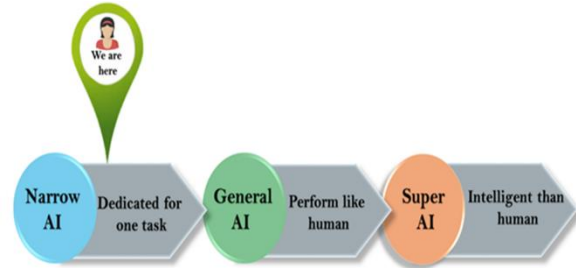 We are
here
Narrow
AI
Dedicated for
one task
General
AI
Perform like
human
Super
AI
Intelligent than
human